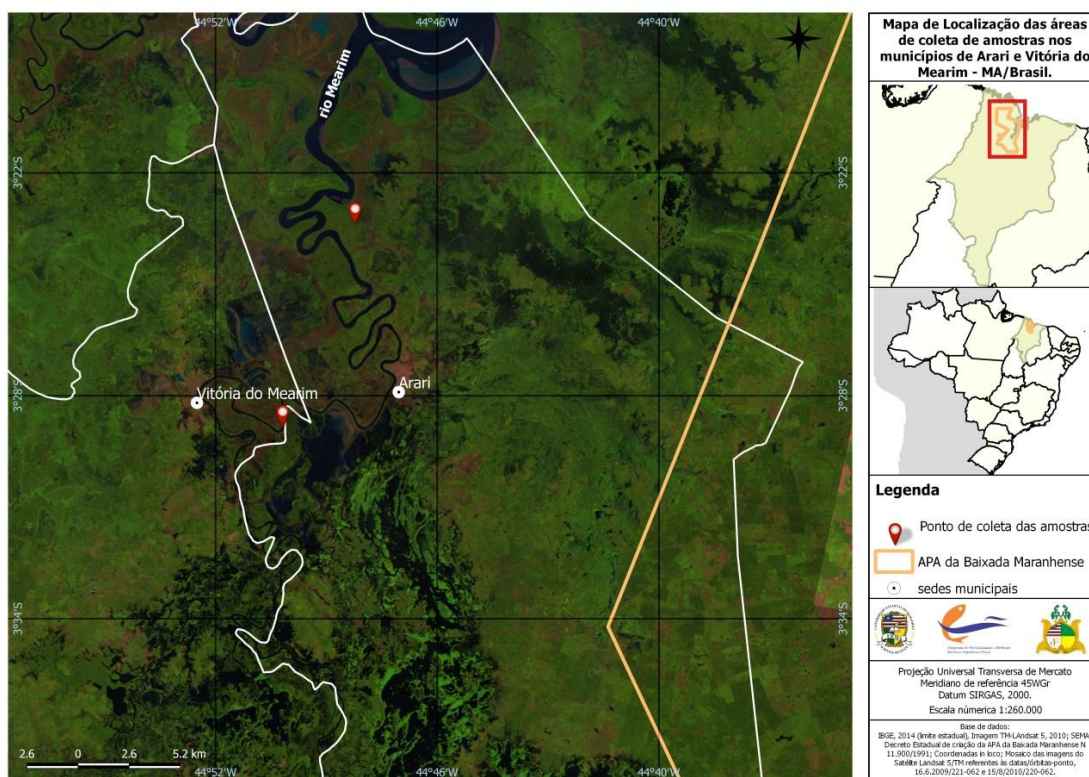 44°52'W
44°46'W
44°40'W
rio Mearim
3°22'S
3°22'S
Vitória do Mearim
Arari
3°28'S
3°28'S
3°34'S
3°34'S
2.6 0 2.6 5.2 km
44°52'W
44°46'W
44°40'W
Mapa de Localização das áreas
de coleta de amostras nos
municípios de Arari e Vitória do
Mearim - MA/Brasil.
Legenda
Ponto de coleta das amostras
APA da Baixada Maranhense
sedes municipais
Projeção Universal Transversa de Mercato
Meridiano de referência 45WGr
Datum SIRGAS, 2000.
Escala númerica 1:260.000
Base de dados:
IBGE, 2014 (limite estadual), Imagem TM-LAndsat 5, 2010; SEMA
Decreto Estadual de criação da APA da Baixada Maranhense N
11.900/1991; Coordenadas in loco; Mosaico das imagens do
Satélite Landsat 5/TM referentes às datas/órbitas-ponto,
16.6.2009/221-062 e 15/8/2010/220-062.